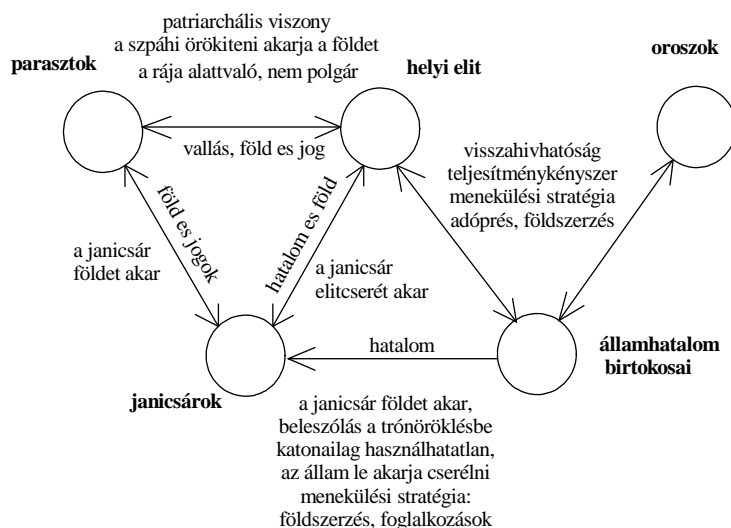 patriarchális viszony
a szpáhi örökiteni akarja a földet
a rája alattvaló, nem polgár
parasztok
helyi elit
oroszok
vallás, föld es jog
visszahivhatóság
teljesítménykényszer
menekülési stratégia
adóprés, földszerzés
föld es jogok
hatalom es föld
a janicsár
földet akar
a janicsár
elitcserét akar
hatalom
államhatalom
birtokosai
janicsárok
a janicsár földet akar,
beleszólás a trónöröklésbe
katonailag használhatatlan,
az állam le akarja cserélni
menekülési stratégia:
földszerzés, foglalkozások